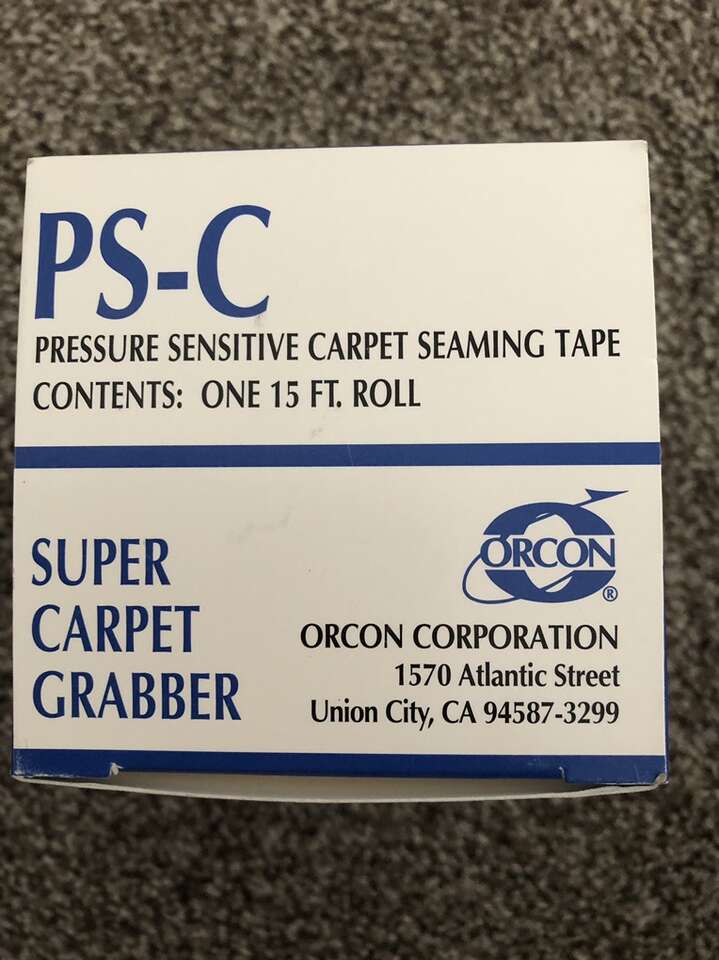 PS-C
PRESSURE SENSITIVE CARPET SEAMING TAPE
CONTENTS: ONE 15 FT. ROLL
SUPER
CARPET
GRABBER
ORCON
®
ORCON CORPORATION
1570 Atlantic Street
Union City, CA 94587-3299